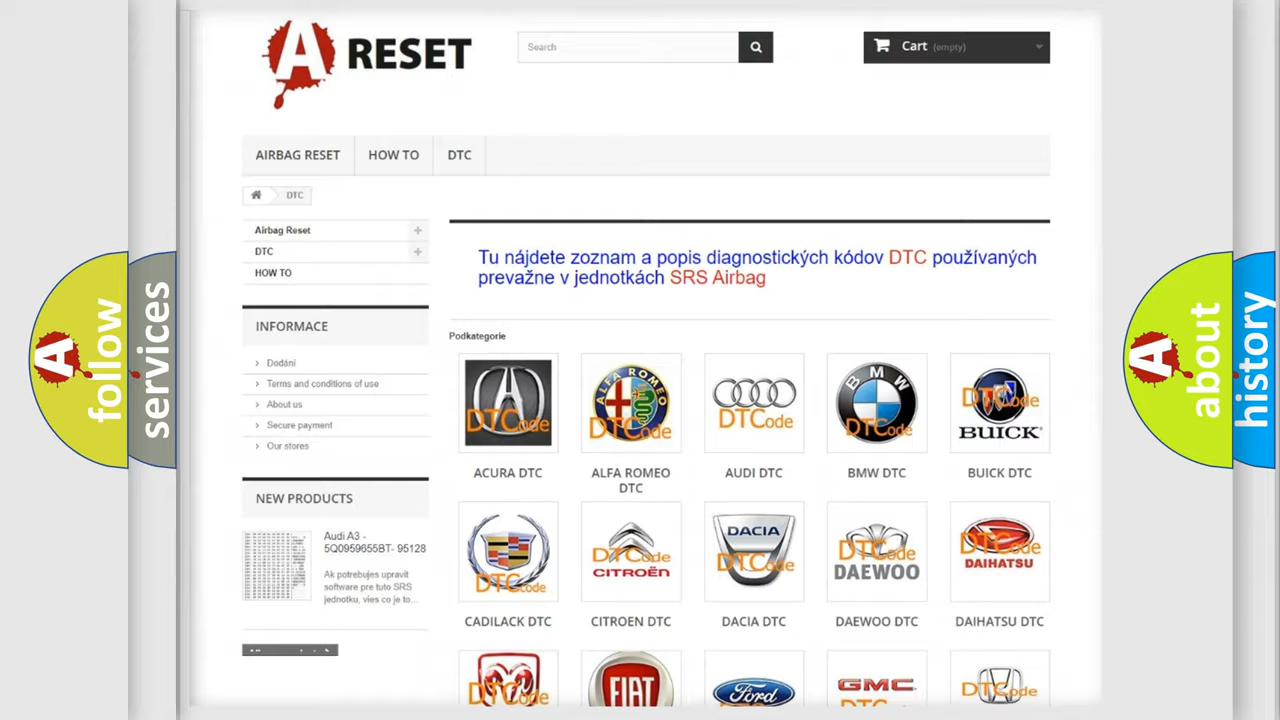 A RESET
Search
Cart (empty)
AIRBAG RESET
HOW TO
DTC
DTC
Airbag Reset
DTC
HOW TO
INFORMACE
Dodání
Terms and conditions of use
About us
Secure payment
Our stores
NEW PRODUCTS
Audi A3 -
5Q0959655BT- 95128
Ak potrebujes upravit
software pre tuto SRS
jednotku, vies co je to...
Tu nájdete zoznam a popis diagnostických kódov DTC používaných
prevažne v jednotkách SRS Airbag
Podkategorie
DTCode
ALFA ROMEO
DTCode
DTCode
BMW
DTCode
DTCode
BUICK
ACURA DTC
ALFA ROMEO
DTC
AUDI DTC
BMW DTC
BUICK DTC
DTCode
DTCode
CITROËN
DACIA
DTCode
DTCode
DAEWOO
DTCode
DAIHATSU
CADILACK DTC
CITROEN DTC
DACIA DTC
DAEWOO DTC
DAIHATSU DTC
DTCode
FIAT
Ford
GMC
DTCode
A follow
services
A about
history